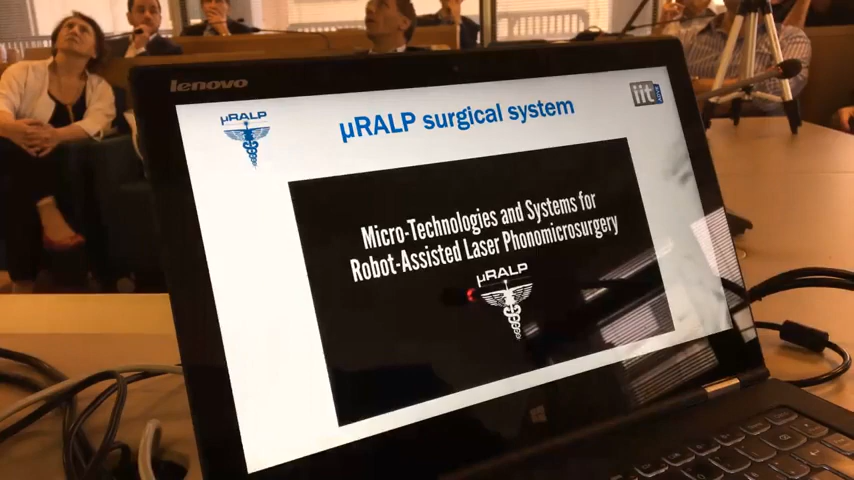 lenovo
µRALP
µRALP surgical system
iit
Micro-Technologies and Systems for
Robot-Assisted Laser Phonomicrosurgery
µRALP